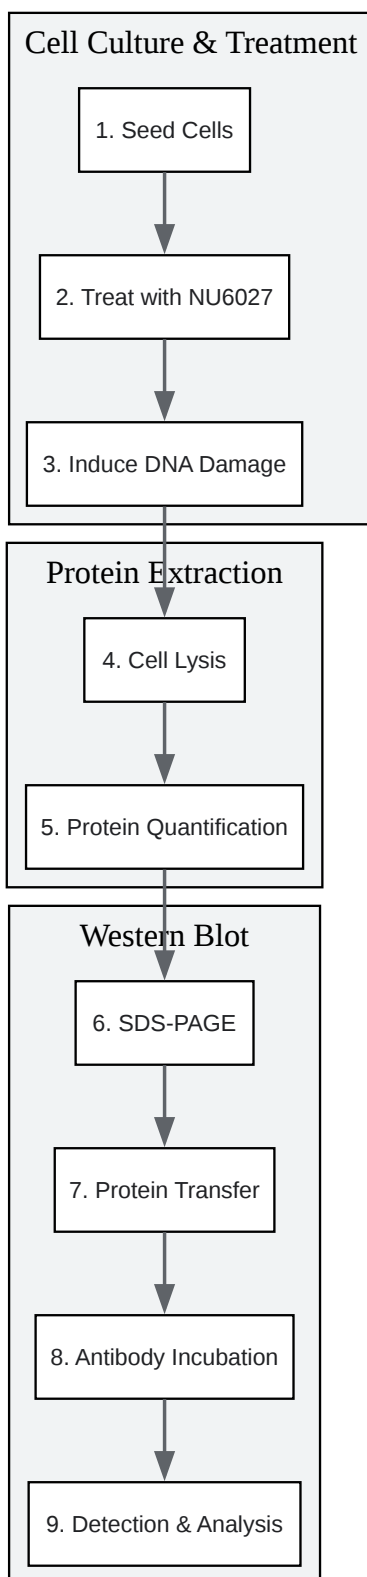 Cell Culture & Treatment
1. Seed Cells
2. Treat with NU6027
3. Induce DNA Damage
Protein Extraction
4. Cell Lysis
5. Protein Quantification
Western Blot
6. SDS-PAGE
7. Protein Transfer
8. Antibody Incubation
9. Detection & Analysis